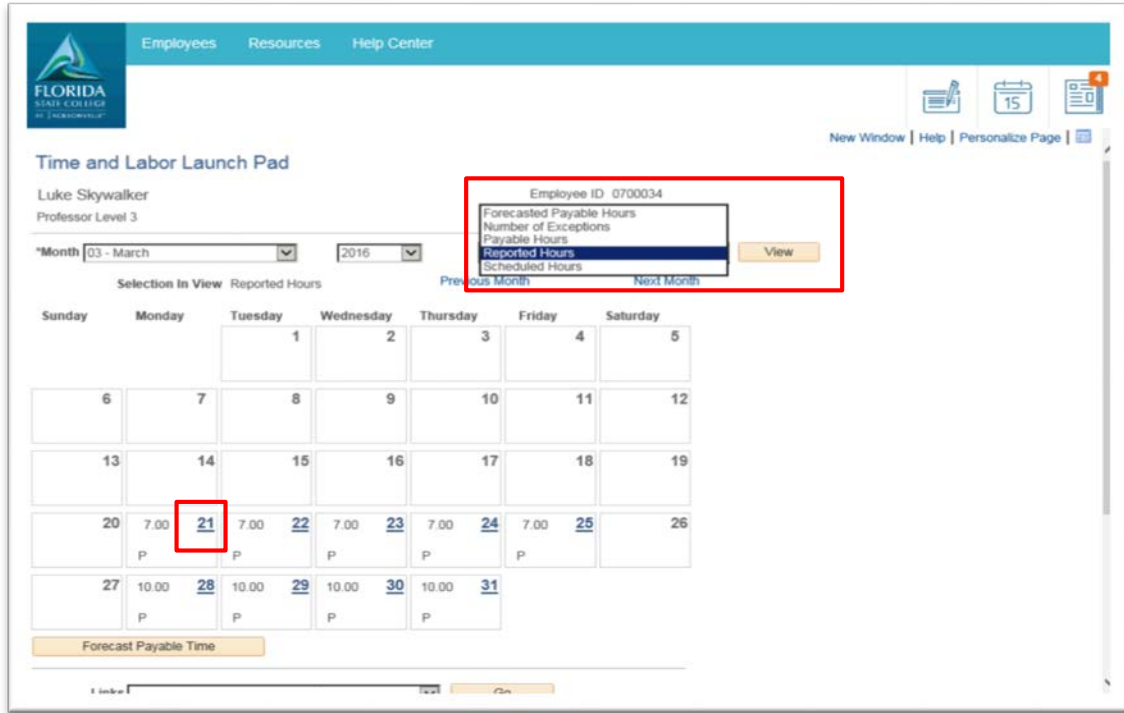 Employees Resources Help Center
FLORIDA
STATE COLLEGE
AT JACKSONVILLE
4
15
New Window | Help | Personalize Page |
Time and Labor Launch Pad
Luke Skywalker
Employee ID 0700034
Professor Level 3
Forecasted Payable Hours
Number of Exceptions
Payable Hours
Reported Hours
Scheduled Hours
*Month 03 - March 2016 View
Selection In View Reported Hours Previous Month Next Month
Sunday Monday Tuesday Wednesday Thursday Friday Saturday
1 2 3 4 5
6 7 8 9 10 11 12
13 14 15 16 17 18 19
20 7.00 21 7.00 22 7.00 23 7.00 24 7.00 25 26
P P P P P
27 10.00 28 10.00 29 10.00 30 10.00 31
P P P P
Forecast Payable Time
Links Go